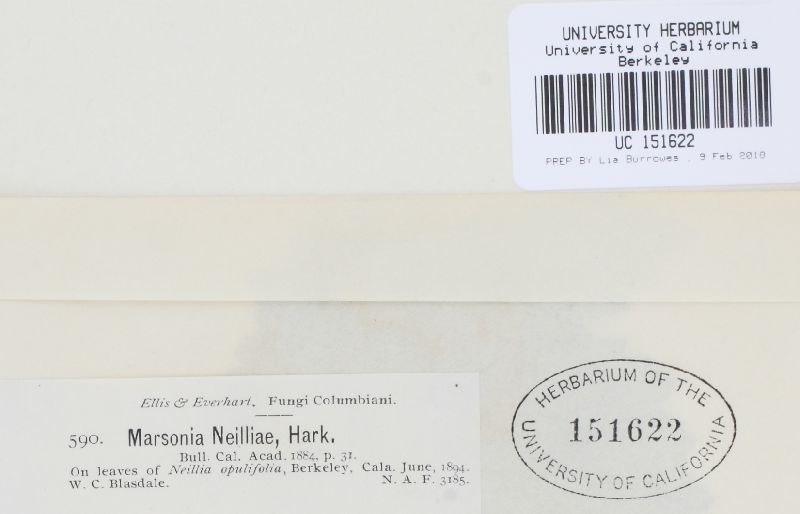 UNIVERSITY HERBARIUM
University of California
Berkeley
UC 151622
PREP BY Lia Burrowes , 9 Feb 2018
Ellis & Everhart, Fungi Columbiani.
590. Marsonia Neilliae, Hark.
Bull. Cal. Acad. 1884, p. 31.
On leaves of Neillia opulifolia, Berkeley, Cala. June, 1894.
W. C. Blasdale. N. A. F. 3185.
HERBARIUM OF THE
151622
UNIVERSITY OF CALIFORNIA